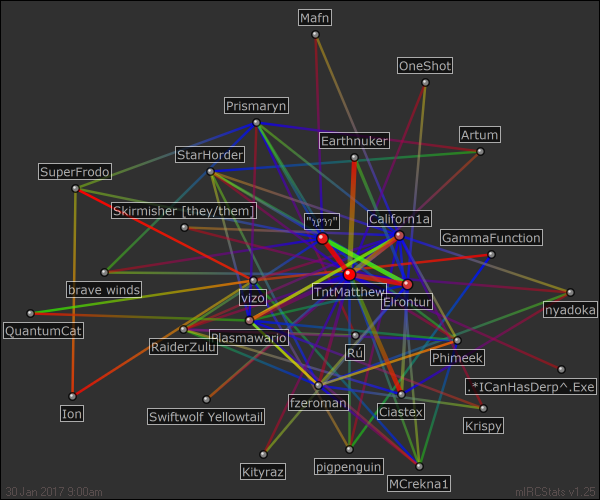 Mafn
OneShot
Prismaryn
Earthnuker
Artum
StarHorder
SuperFrodo
Skirmisher [they/them]
Californ1a
GammaFunction
brave winds
vizo
TntMatthew
Elrontur
nyadoka
QuantumCat
Plasmawario
RaiderZulu
Rú
Phimeek
.*ICanHasDerp^.Exe
Ion
Swiftwolf Yellowtail
fzeroman
Ciastex
Krispy
Kityraz
pigpenguin
MCrekna1
30 Jan 2017 9:00am
mIRCStats v1.25